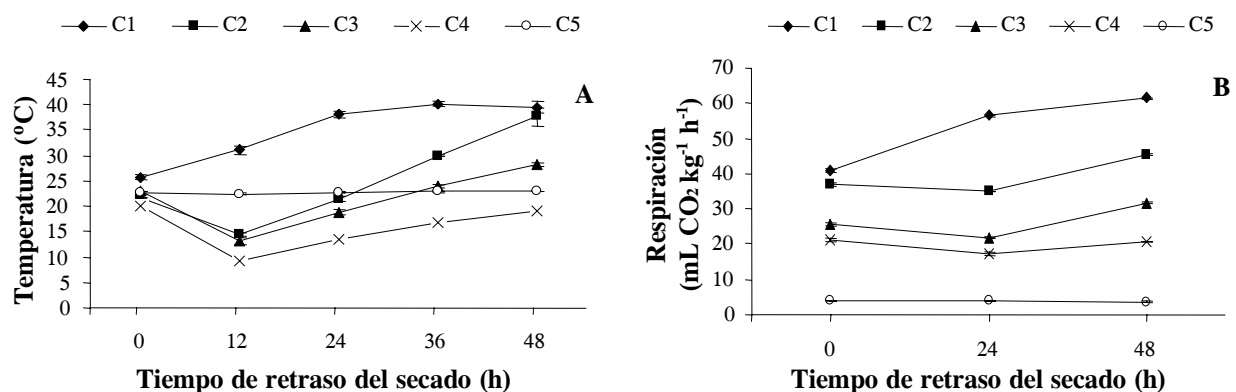 C1 C2 C3 C4 C5
A
Temperatura (ºC)
45
40
35
30
25
20
15
10
5
0
0 12 24 36 48
Tiempo de retraso del secado (h)
C1 C2 C3 C4 C5
B
Respiración
(mL CO₂ kg⁻¹ h⁻¹)
70
60
50
40
30
20
10
0
0 24 48
Tiempo de retraso del secado (h)